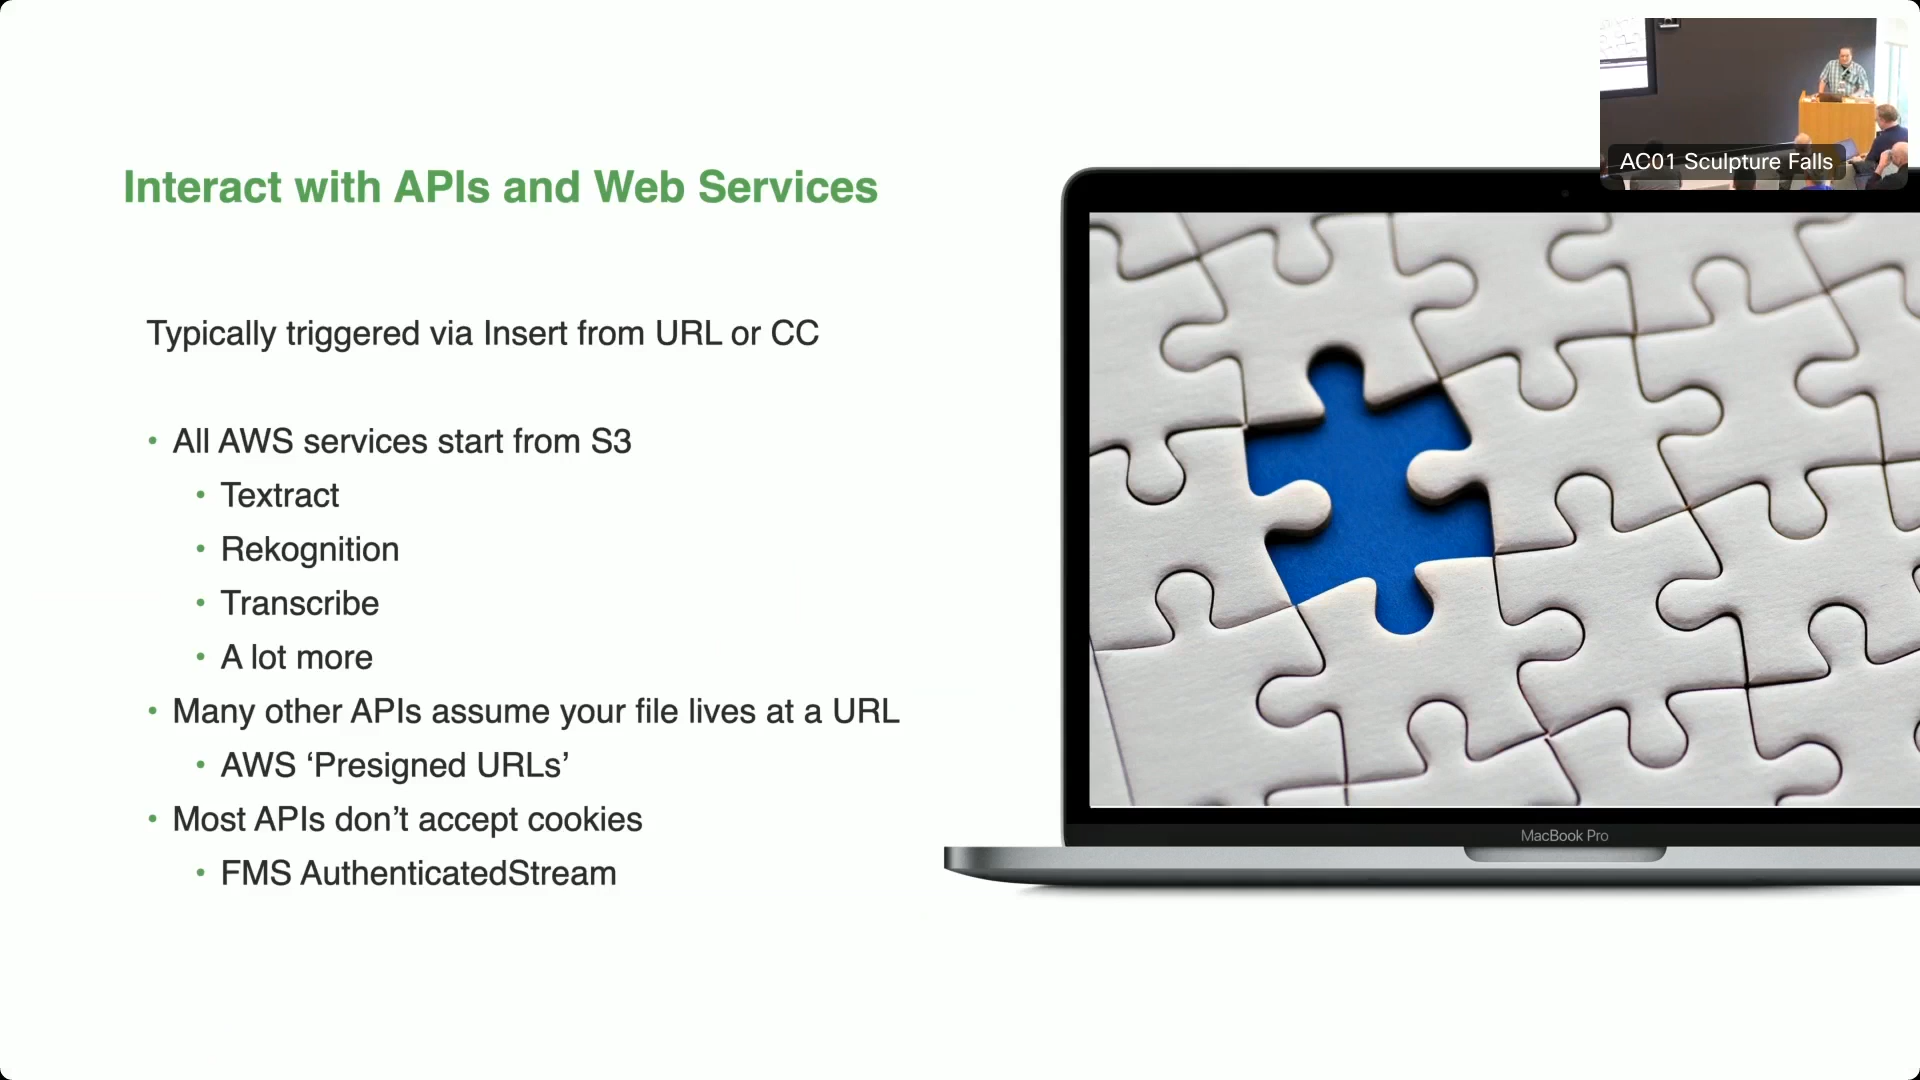 AC01 Sculpture Falls
Interact with APIs and Web Services
Typically triggered via Insert from URL or CC
• All AWS services start from S3
• Textract
• Rekognition
• Transcribe
• A lot more
• Many other APIs assume your file lives at a URL
• AWS ‘Presigned URLs’
• Most APIs don’t accept cookies
• FMS AuthenticatedStream
MacBook Pro